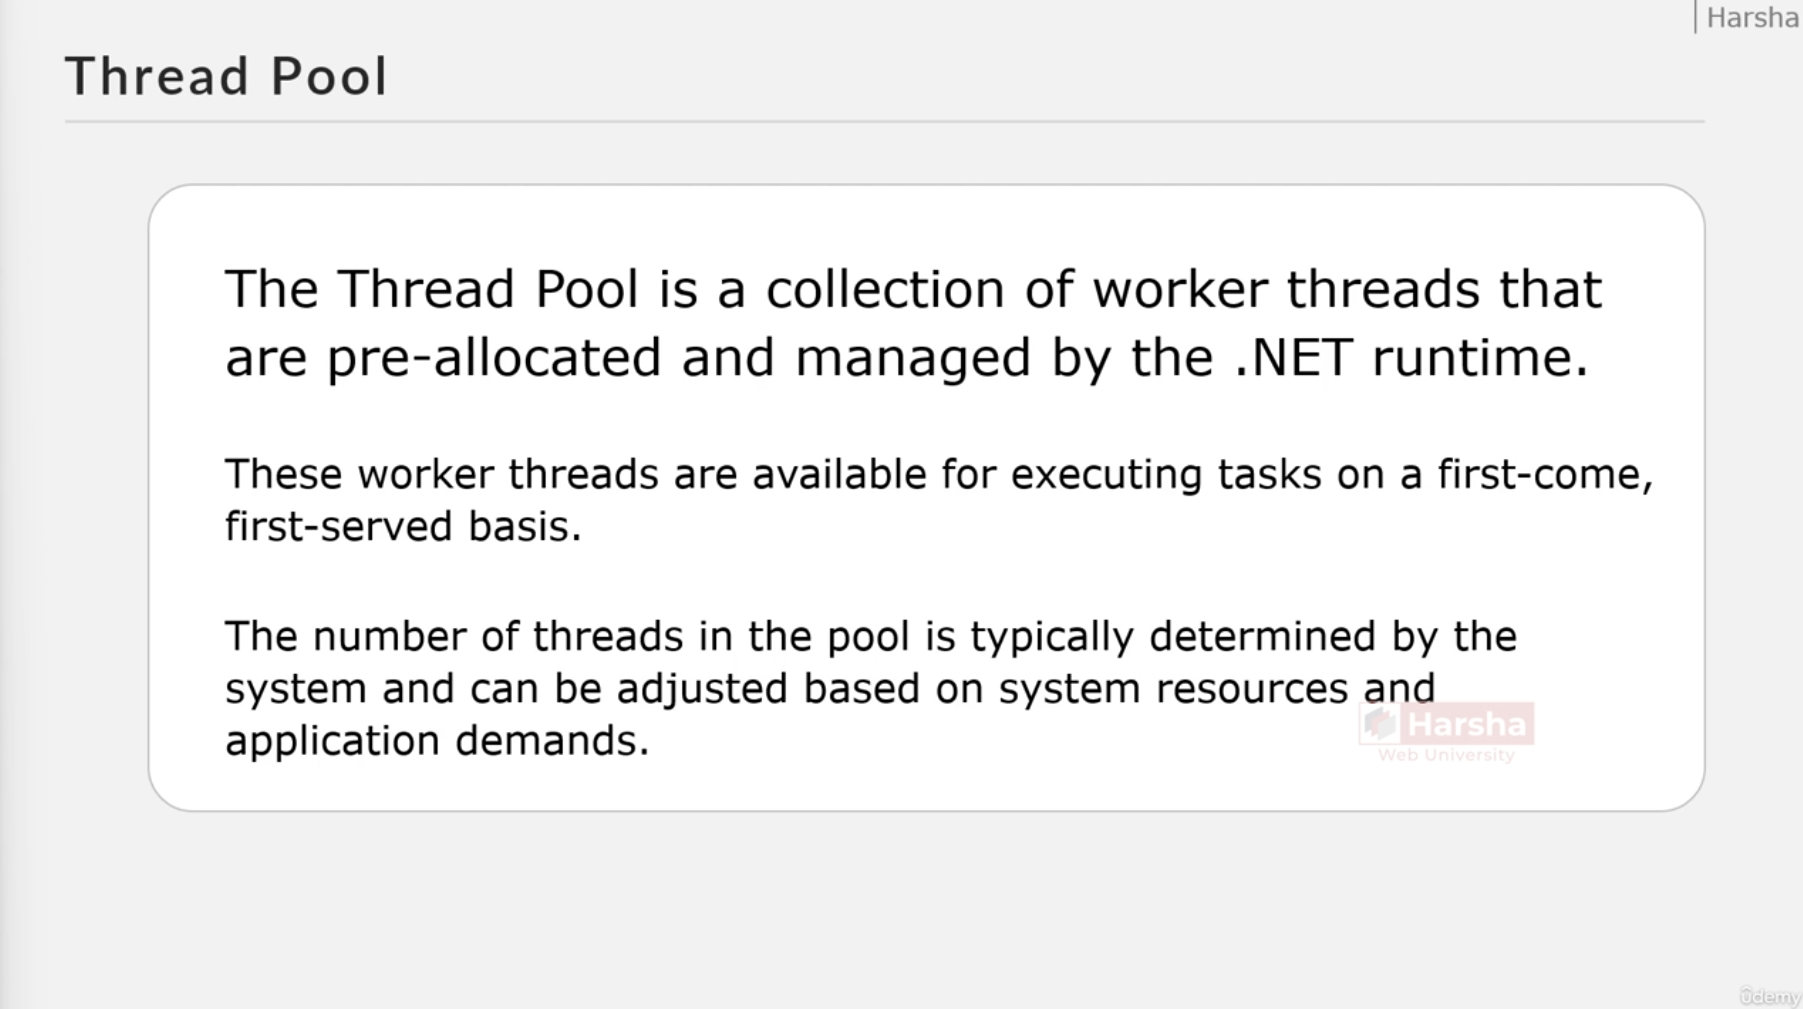 Harsha
Thread Pool
The Thread Pool is a collection of worker threads that
are pre-allocated and managed by the .NET runtime.
These worker threads are available for executing tasks on a first-come,
first-served basis.
The number of threads in the pool is typically determined by the
system and can be adjusted based on system resources and
application demands.
Harsha
Web University
ûdemy